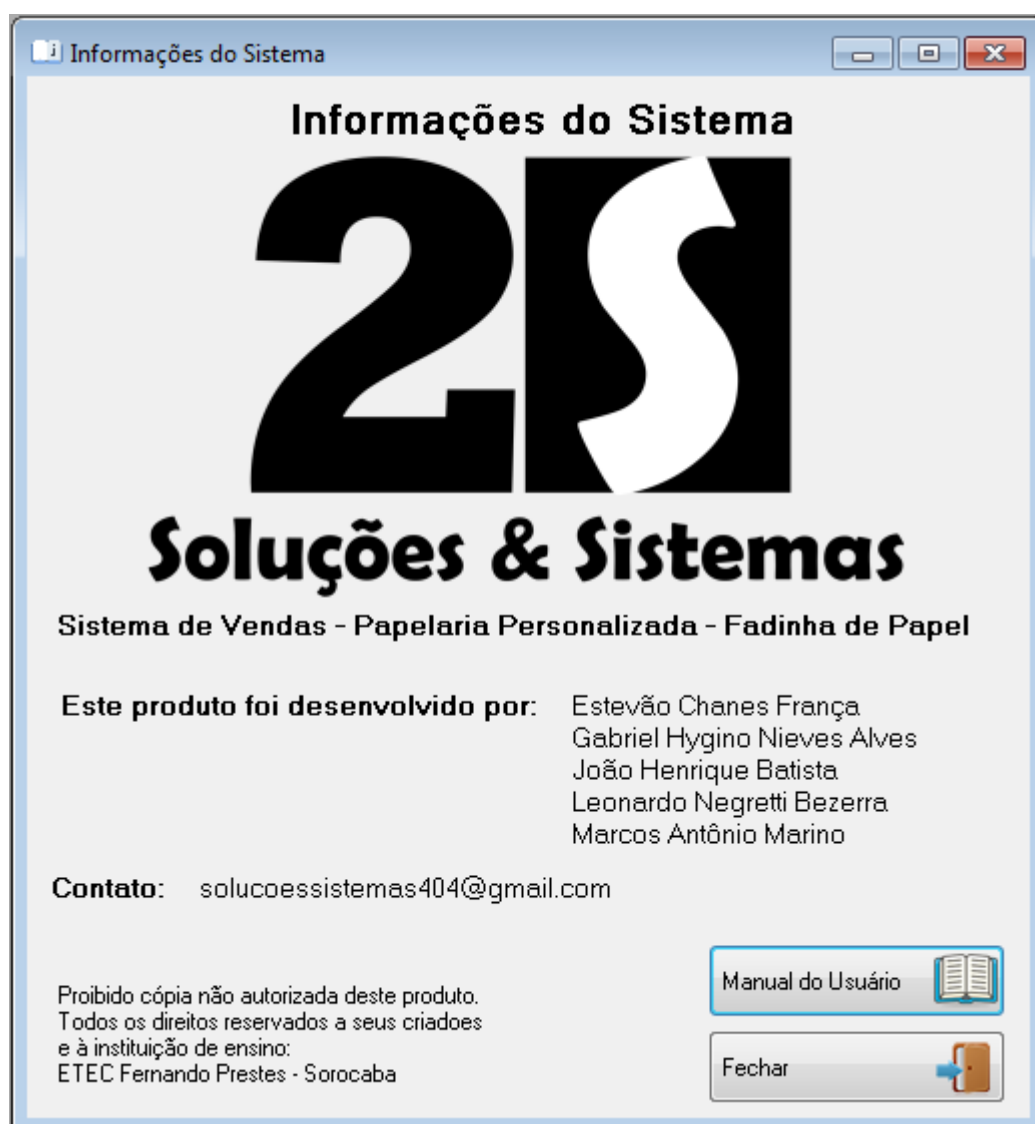 Informações do Sistema
Informações do Sistema
2S
Soluções & Sistemas
Sistema de Vendas - Papelaria Personalizada - Fadinha de Papel
Este produto foi desenvolvido por: Estevão Chanes França
Gabriel Hygino Nieves Alves
João Henrique Batista
Leonardo Negretti Bezerra
Marcos Antônio Marino
Contato: solucoessistemas404@gmail.com
Manual do Usuário
Proibido cópia não autorizada deste produto.
Todos os direitos reservados a seus criadoes
e à instituição de ensino:
ETEC Fernando Prestes - Sorocaba
Fechar